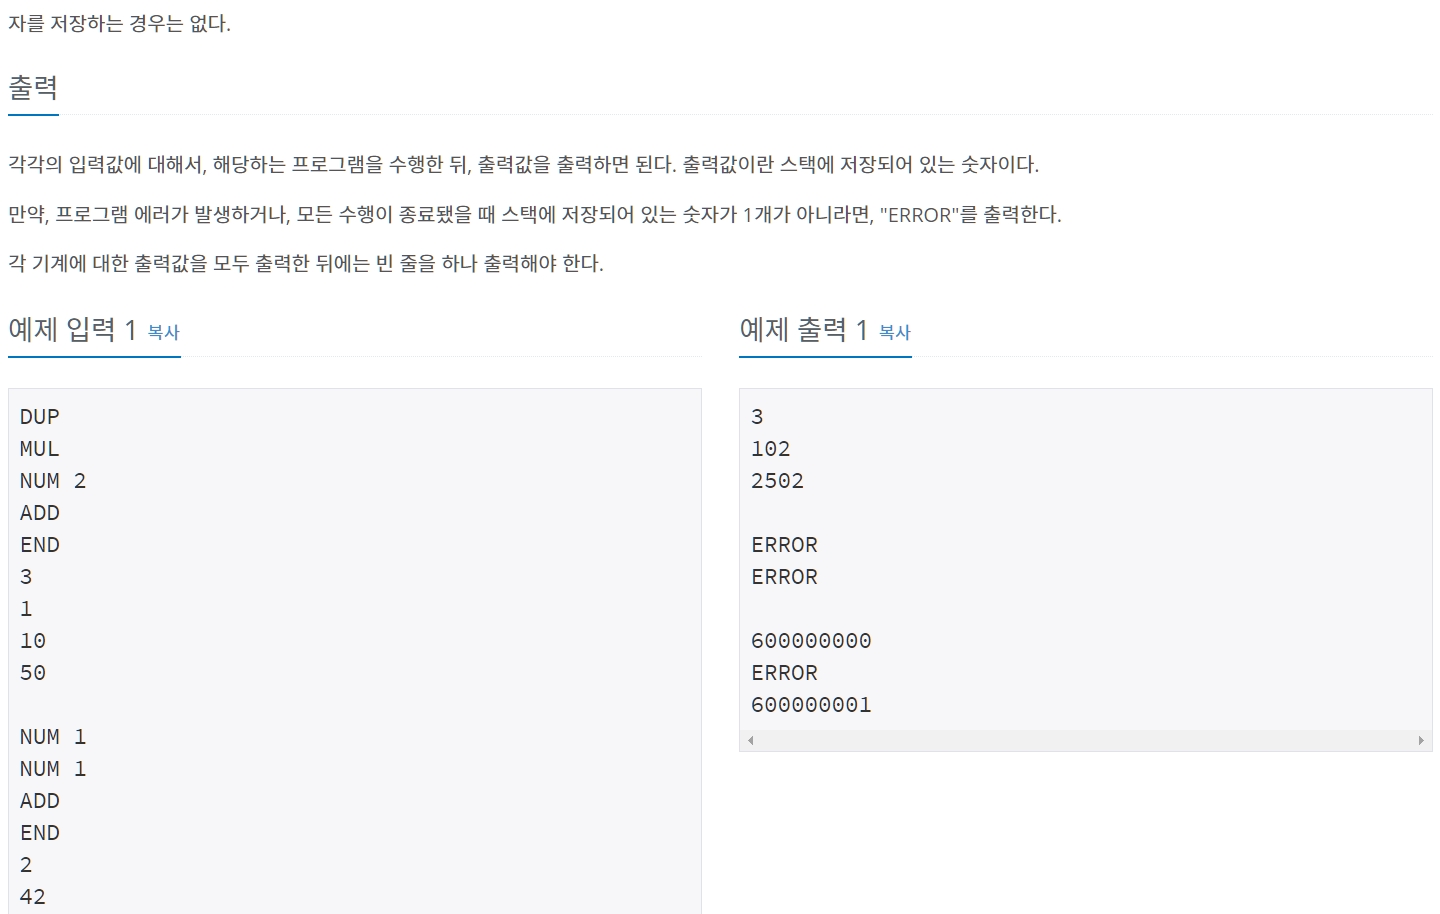 자를 저장하는 경우는 없다.
출력
각각의 입력값에 대해서, 해당하는 프로그램을 수행한 뒤, 출력값을 출력하면 된다. 출력값이란 스택에 저장되어 있는 숫자이다.
만약, 프로그램 에러가 발생하거나, 모든 수행이 종료됐을 때 스택에 저장되어 있는 숫자가 1개가 아니라면, "ERROR"를 출력한다.
각 기계에 대한 출력값을 모두 출력한 뒤에는 빈 줄을 하나 출력해야 한다.
예제 입력 1 복사
DUP
MUL
NUM 2
ADD
END
3
1
10
50

NUM 1
NUM 1
ADD
END
2
42
예제 출력 1 복사
3
102
2502

ERROR
ERROR

600000000
ERROR
600000001